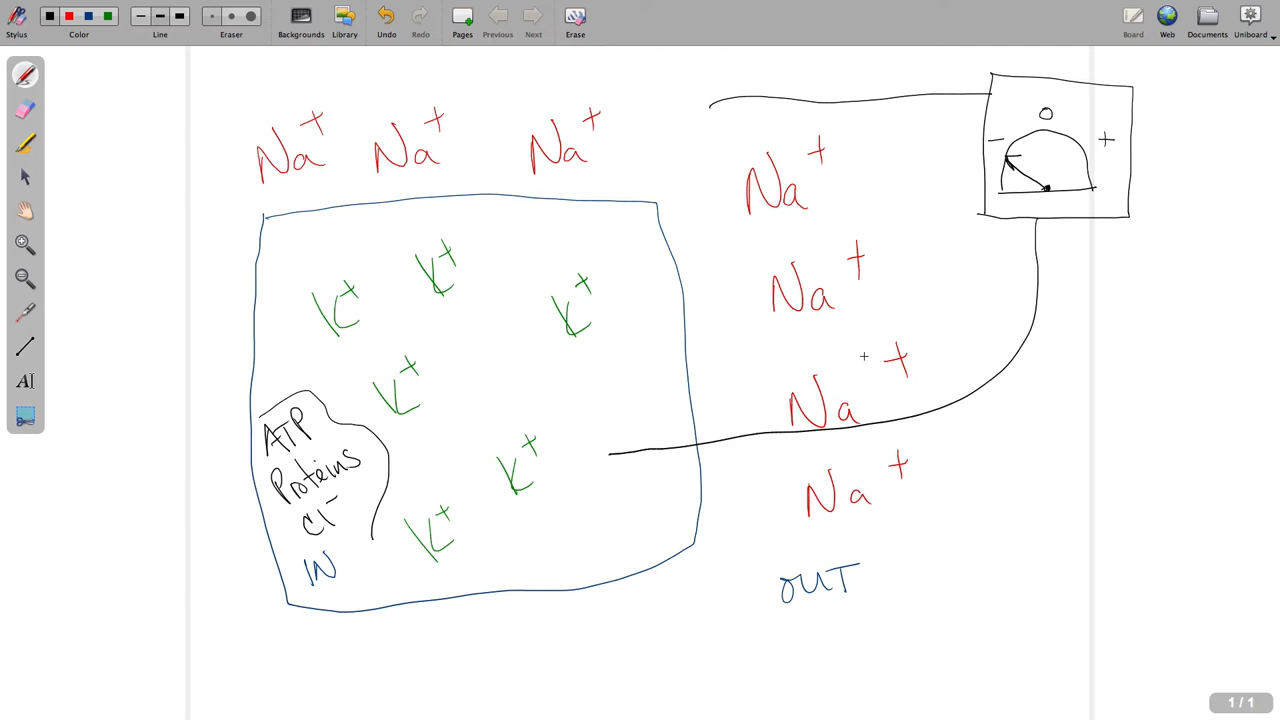 Stylus
Color
Line
Eraser
Backgrounds
Library
Undo
Redo
Pages
Previous
Next
Erase
Board
Web
Documents
Uniboard
Na+ Na+ Na+
Na+
Na+
Na+
Na+
O
− +
K+ K+ K+
K+
K+
K+
ATP
Proteins
Cl−
IN
OUT
AI
1 / 1